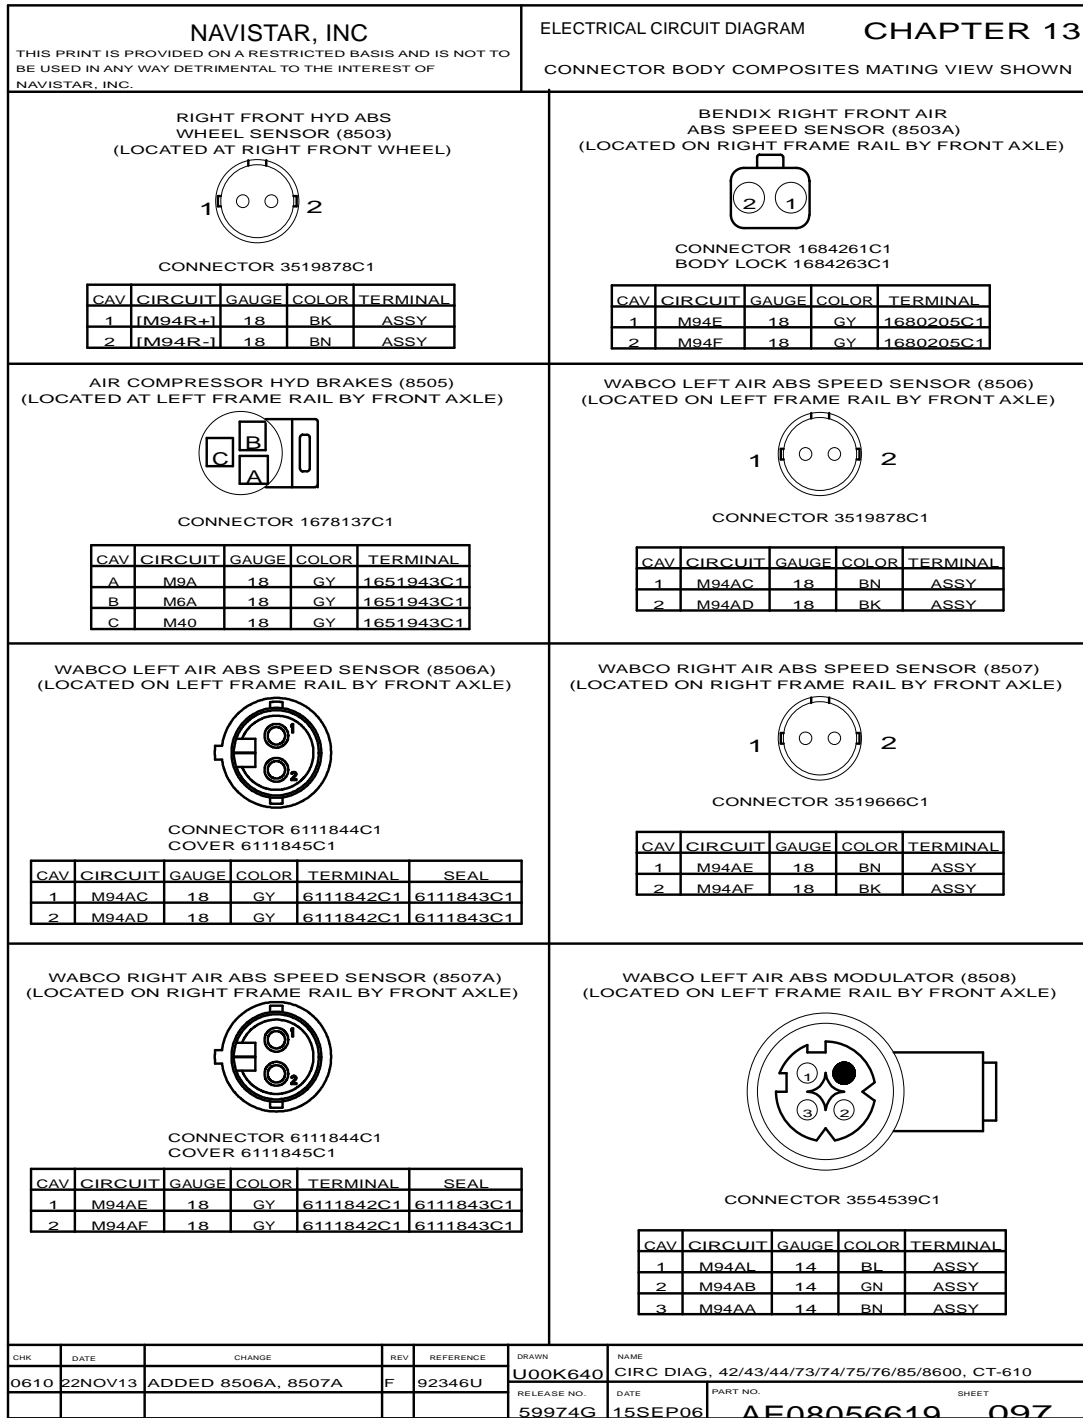 NAVISTAR, INC
THIS PRINT IS PROVIDED ON A RESTRICTED BASIS AND IS NOT TO
BE USED IN ANY WAY DETRIMENTAL TO THE INTEREST OF
NAVISTAR, INC.
ELECTRICAL CIRCUIT DIAGRAM CHAPTER 13
CONNECTOR BODY COMPOSITES MATING VIEW SHOWN
RIGHT FRONT HYD ABS
WHEEL SENSOR (8503)
(LOCATED AT RIGHT FRONT WHEEL)
1 2
CONNECTOR 3519878C1
CAV CIRCUIT GAUGE COLOR TERMINAL
1 [M94R+] 18 BK ASSY
2 [M94R-] 18 BN ASSY
BENDIX RIGHT FRONT AIR
ABS SPEED SENSOR (8503A)
(LOCATED ON RIGHT FRAME RAIL BY FRONT AXLE)
2 1
CONNECTOR 1684261C1
BODY LOCK 1684263C1
CAV CIRCUIT GAUGE COLOR TERMINAL
1 M94E 18 GY 1680205C1
2 M94F 18 GY 1680205C1
AIR COMPRESSOR HYD BRAKES (8505)
(LOCATED AT LEFT FRAME RAIL BY FRONT AXLE)
B
C
A
CONNECTOR 1678137C1
CAV CIRCUIT GAUGE COLOR TERMINAL
A M9A 18 GY 1651943C1
B M6A 18 GY 1651943C1
C M40 18 GY 1651943C1
WABCO LEFT AIR ABS SPEED SENSOR (8506)
(LOCATED ON LEFT FRAME RAIL BY FRONT AXLE)
1 2
CONNECTOR 3519878C1
CAV CIRCUIT GAUGE COLOR TERMINAL
1 M94AC 18 BN ASSY
2 M94AD 18 BK ASSY
WABCO LEFT AIR ABS SPEED SENSOR (8506A)
(LOCATED ON LEFT FRAME RAIL BY FRONT AXLE)
1
2
CONNECTOR 6111844C1
COVER 6111845C1
CAV CIRCUIT GAUGE COLOR TERMINAL SEAL
1 M94AC 18 GY 6111842C1 6111843C1
2 M94AD 18 GY 6111842C1 6111843C1
WABCO RIGHT AIR ABS SPEED SENSOR (8507)
(LOCATED ON RIGHT FRAME RAIL BY FRONT AXLE)
1 2
CONNECTOR 3519666C1
CAV CIRCUIT GAUGE COLOR TERMINAL
1 M94AE 18 BN ASSY
2 M94AF 18 BK ASSY
WABCO RIGHT AIR ABS SPEED SENSOR (8507A)
(LOCATED ON RIGHT FRAME RAIL BY FRONT AXLE)
1
2
CONNECTOR 6111844C1
COVER 6111845C1
CAV CIRCUIT GAUGE COLOR TERMINAL SEAL
1 M94AE 18 GY 6111842C1 6111843C1
2 M94AF 18 GY 6111842C1 6111843C1
WABCO LEFT AIR ABS MODULATOR (8508)
(LOCATED ON LEFT FRAME RAIL BY FRONT AXLE)
1
3 2
CONNECTOR 3554539C1
CAV CIRCUIT GAUGE COLOR TERMINAL
1 M94AL 14 BL ASSY
2 M94AB 14 GN ASSY
3 M94AA 14 BN ASSY
CHK DATE CHANGE REV REFERENCE
0610 22NOV13 ADDED 8506A, 8507A F 92346U
DRAWN NAME
U00K640 CIRC DIAG, 42/43/44/73/74/75/76/85/8600, CT-610
RELEASE NO. DATE PART NO. SHEET
59974G 15SEP06 AE08056619 097